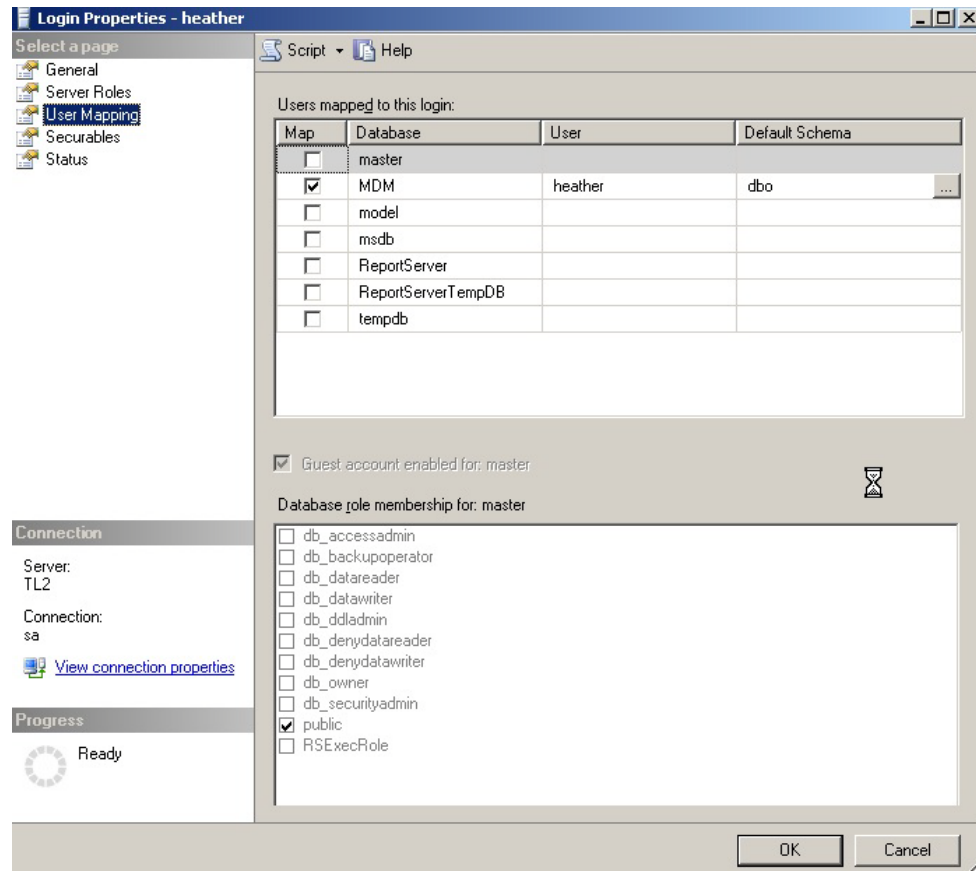 Login Properties - heather
Select a page
General
Server Roles
User Mapping
Securables
Status
Script Help
Users mapped to this login:
Map Database User Default Schema
master
MDM heather dbo ...
model
msdb
ReportServer
ReportServerTempDB
tempdb
Guest account enabled for: master
Database role membership for: master
db_accessadmin
db_backupoperator
db_datareader
db_datawriter
db_ddladmin
db_denydatareader
db_denydatawriter
db_owner
db_securityadmin
public
RSExecRole
Connection
Server:
TL2
Connection:
sa
View connection properties
Progress
Ready
OK Cancel